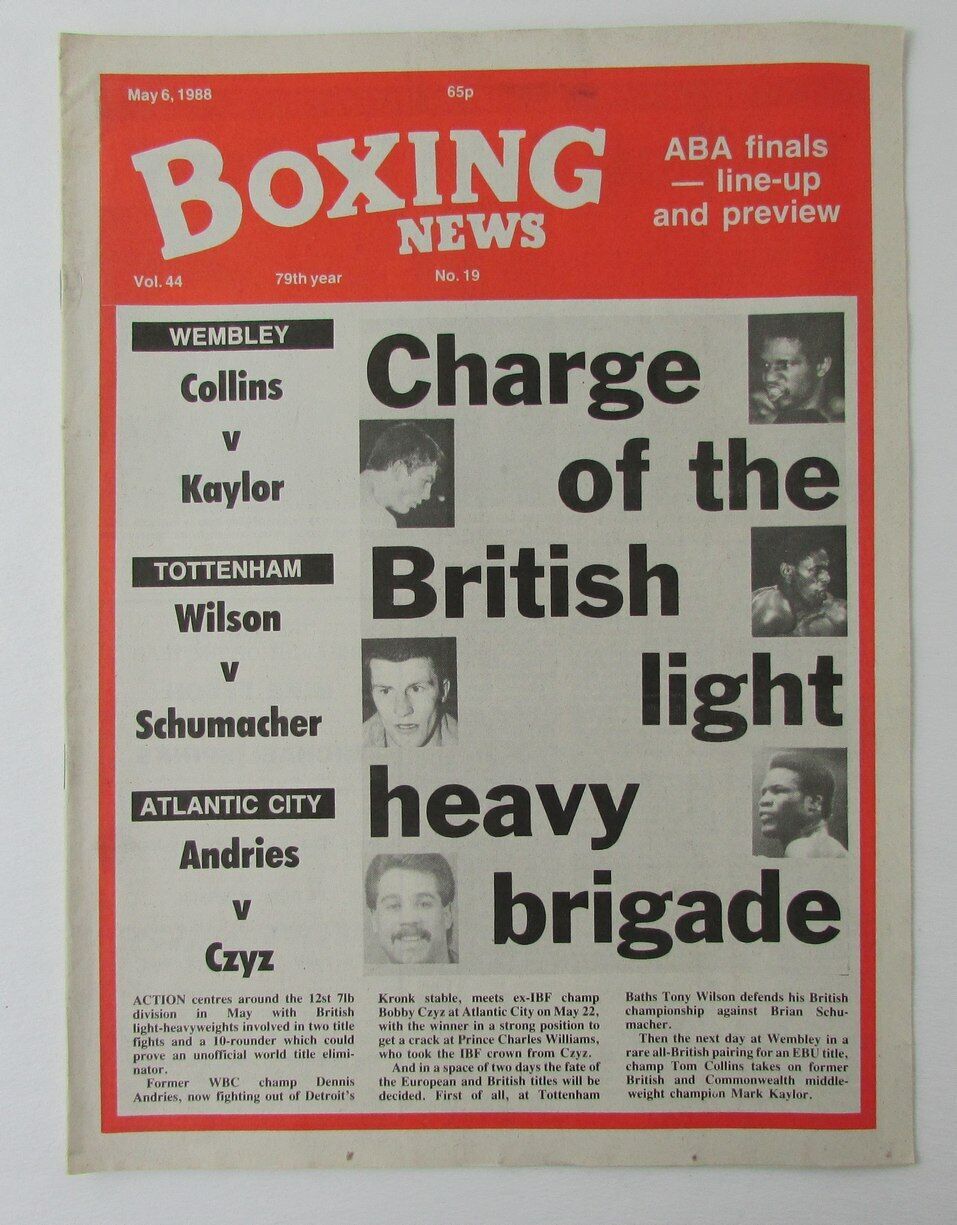 May 6, 1988
65p
BOXING
NEWS
ABA finals
— line-up
and preview
Vol. 44
79th year
No. 19
WEMBLEY
Collins
v
Kaylor
TOTTENHAM
Wilson
v
Schumacher
ATLANTIC CITY
Andries
v
Czyz
Charge
of the
British
light
heavy
brigade
ACTION centres around the 12st 7lb
division in May with British
light-heavyweights involved in two title
fights and a 10-rounder which could
prove an unofficial world title elimi-
nator.
Former WBC champ Dennis
Andries, now fighting out of Detroit's
Kronk stable, meets ex-IBF champ
Bobby Czyz at Atlantic City on May 22,
with the winner in a strong position to
get a crack at Prince Charles Williams,
who took the IBF crown from Czyz.
And in a space of two days the fate of
the European and British titles will be
decided. First of all, at Tottenham
Baths Tony Wilson defends his British
championship against Brian Schu-
macher.
Then the next day at Wembley in a
rare all-British pairing for an EBU title,
champ Tom Collins takes on former
British and Commonwealth middle-
weight champion Mark Kaylor.